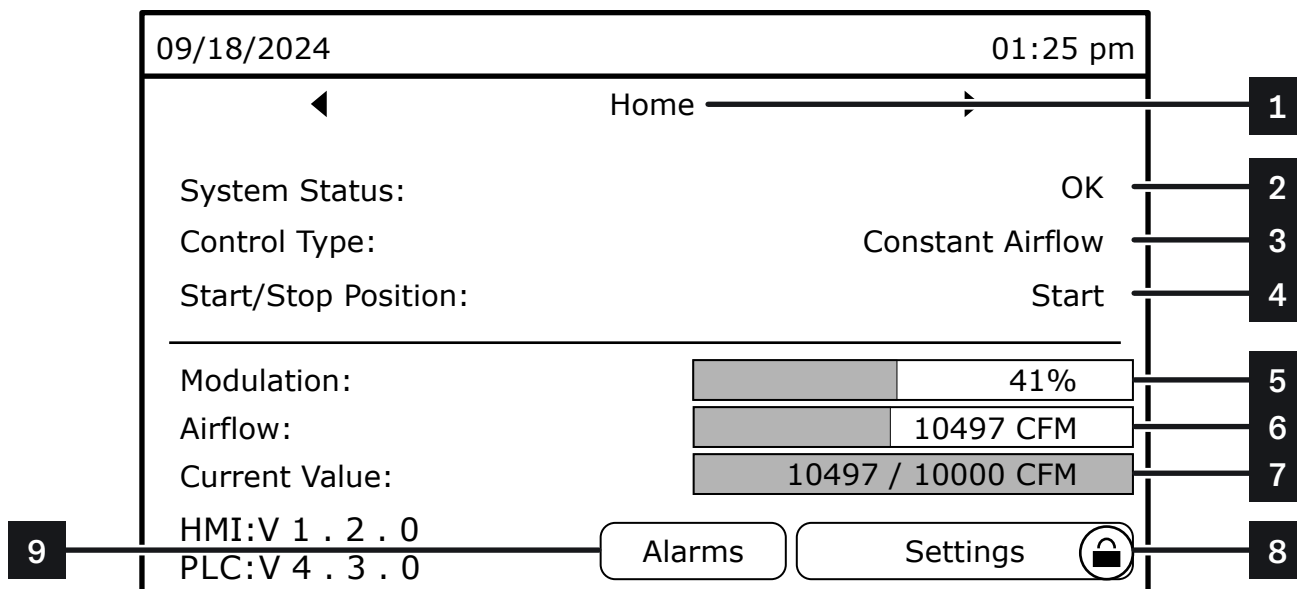 09/18/2024 01:25 pm
Home 1
System Status: OK 2
Control Type: Constant Airflow 3
Start/Stop Position: Start 4
Modulation: 41% 5
Airflow: 10497 CFM 6
Current Value: 10497 / 10000 CFM 7
HMI:V 1 . 2 . 0
9 Alarms Settings 8
PLC:V 4 . 3 . 0